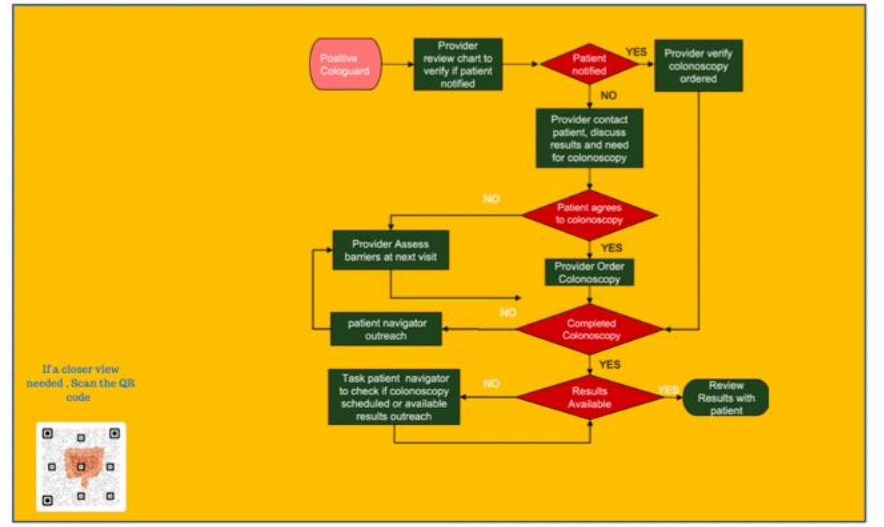 Positive
Cologuard
Provider
review chart to
verify if patient
notified
Patient
notified
YES
Provider verify
colonoscopy
ordered
NO
Provider contact
patient, discuss
results and need
for colonoscopy
NO
Patient agrees
to colonoscopy
YES
Provider Assess
barriers at next visit
Provider Order
Colonoscopy
NO
patient navigator
outreach
Completed
Colonoscopy
YES
Task patient navigator
to check if colonoscopy
scheduled or available
results outreach
NO
Results
Available
YES
Review
Results with
patient
If a closer view
needed , Scan the QR
code